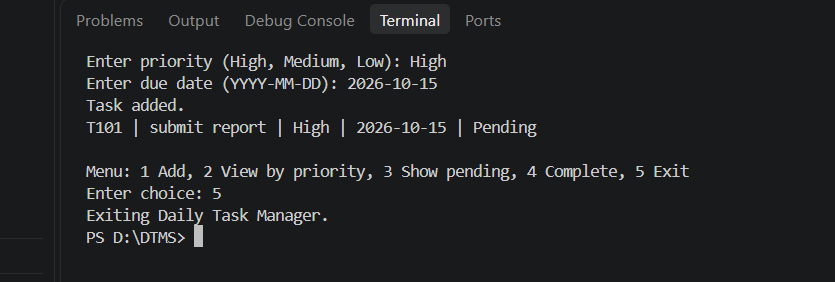 Problems Output Debug Console Terminal Ports
Enter priority (High, Medium, Low): High
Enter due date (YYYY-MM-DD): 2026-10-15
Task added.
T101 | submit report | High | 2026-10-15 | Pending
Menu: 1 Add, 2 View by priority, 3 Show pending, 4 Complete, 5 Exit
Enter choice: 5
Exiting Daily Task Manager.
PS D:\DTMS>